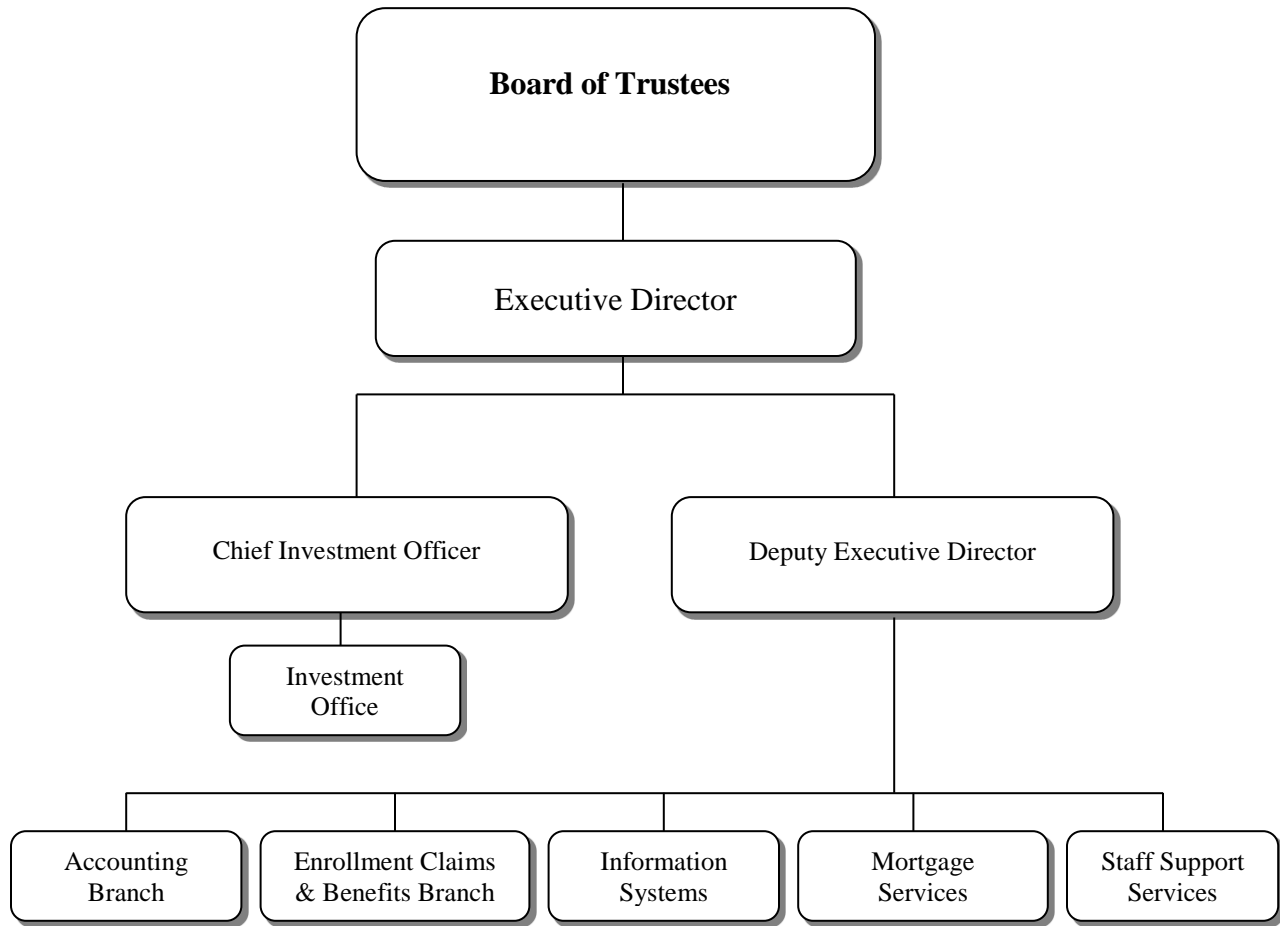 Board of Trustees
Executive Director
Chief Investment Officer
Deputy Executive Director
Investment
Office
Accounting
Branch
Enrollment Claims
& Benefits Branch
Information
Systems
Mortgage
Services
Staff Support
Services